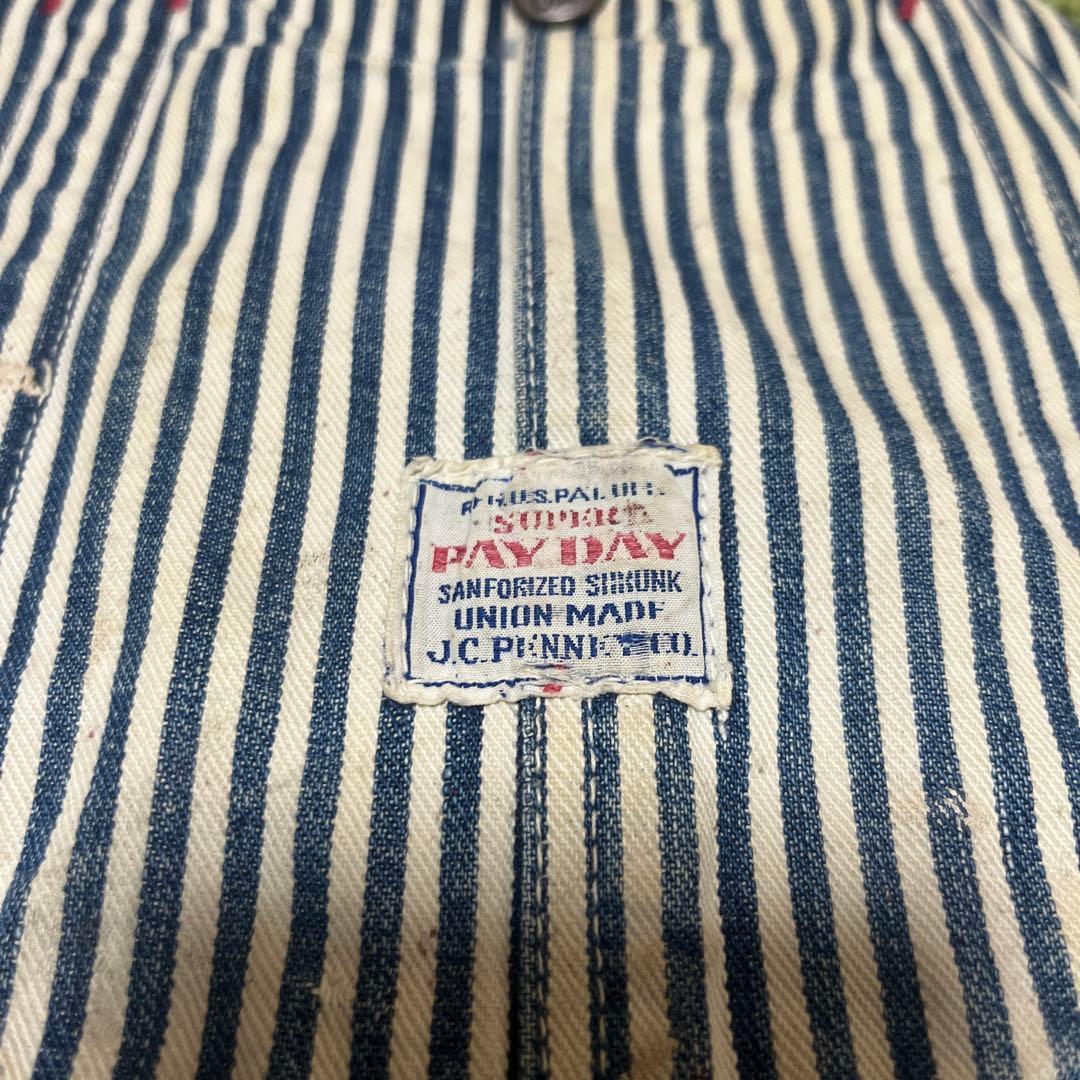 REG. U.S. PAT. OFF.
SUPER
PAY DAY
SANFORIZED SHRUNK
UNION MADE
J.C. PENNEY CO.